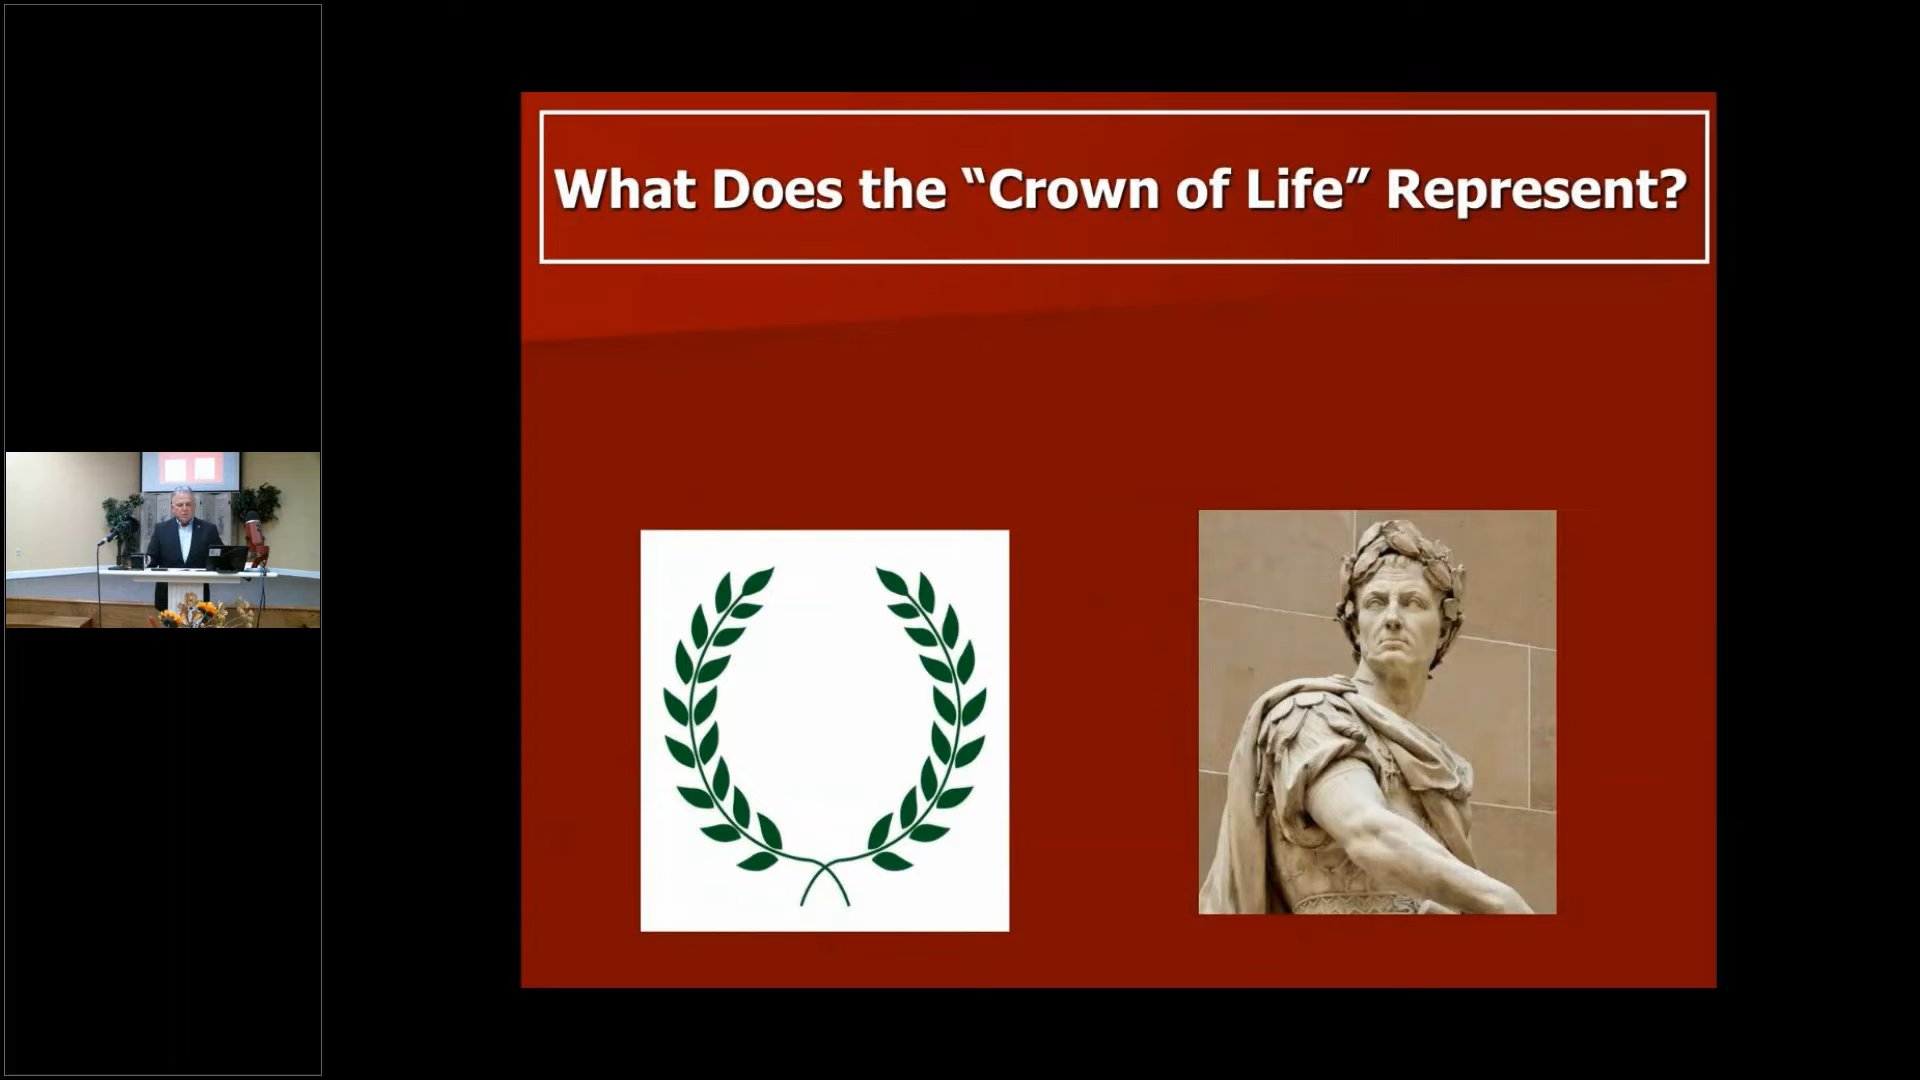 What Does the “Crown of Life” Represent?